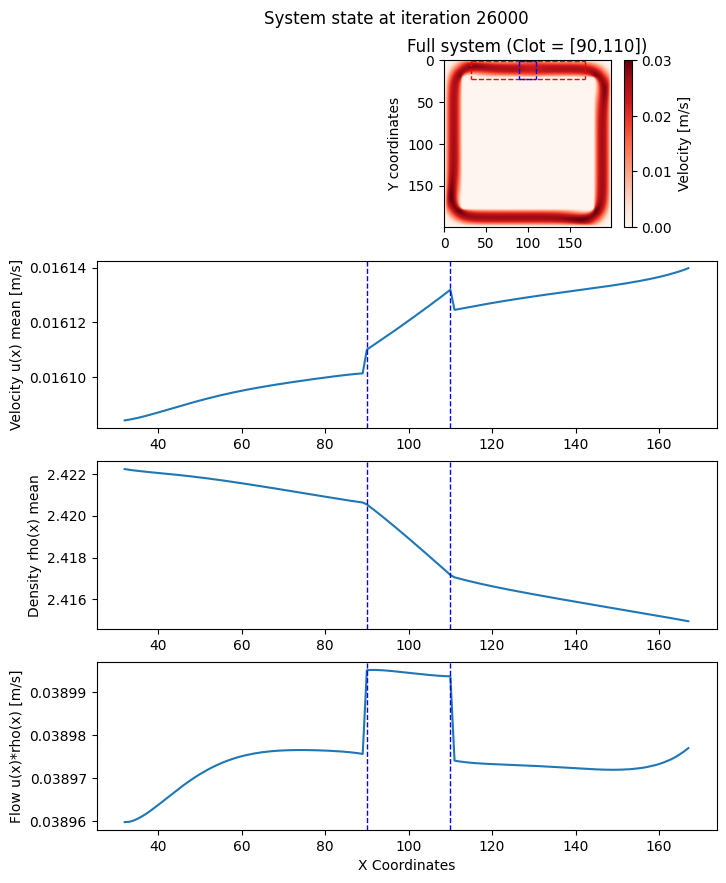 System state at iteration 26000
Full system (Clot = [90,110])
Y coordinates
0
50
100
150
0 50 100 150
0.03
0.02
0.01
0.00
Velocity [m/s]
Velocity u(x) mean [m/s]
0.01614
0.01612
0.01610
40 60 80 100 120 140 160
Density rho(x) mean
2.422
2.420
2.418
2.416
40 60 80 100 120 140 160
Flow u(x)*rho(x) [m/s]
0.03899
0.03898
0.03897
0.03896
40 60 80 100 120 140 160
X Coordinates